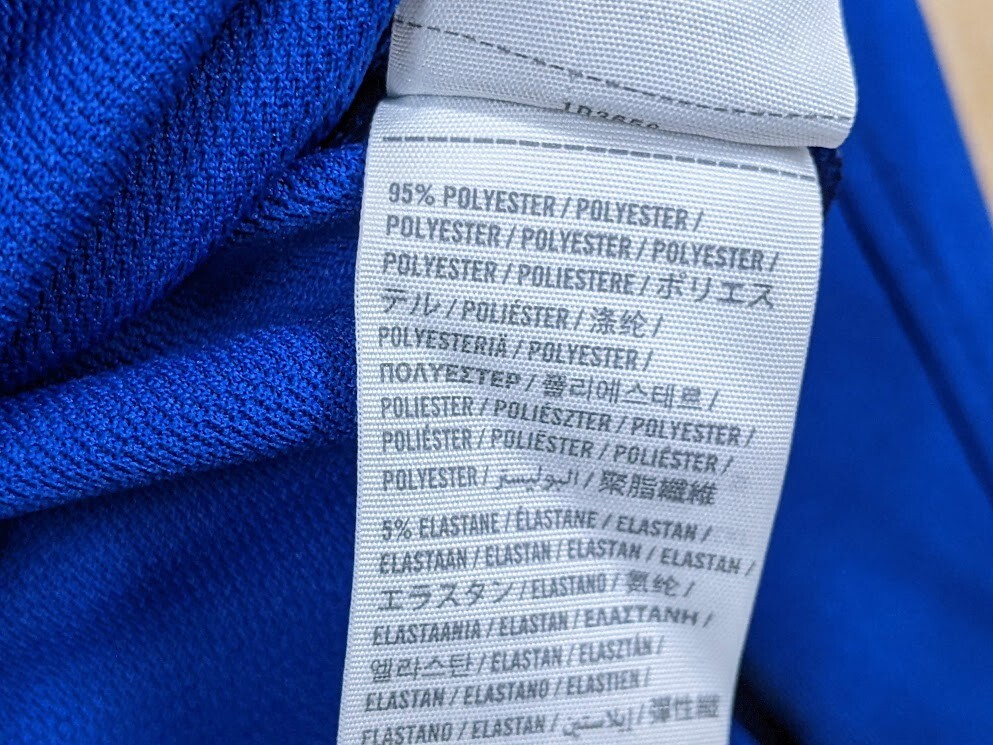 95% POLYESTER / POLYESTER /
POLYESTER / POLYESTER / POLYESTER /
POLYESTER / POLIESTERE / ポリエス
テル / POLIÉSTER / 涤纶 /
POLYESTERIÄ / POLYESTER /
ΠΟΛΥΕΣΤΕΡ / 폴리에스테르 /
POLIESTER / POLIÉSZTER / POLYESTER /
POLIÉSTER / POLIESTER / POLIÉSTER /
POLYESTER / البوليستر / 聚脂纖維
5% ELASTANE / ÉLASTANE / ELASTAN /
ELASTAAN / ELASTAN / ELASTAN / ELASTAN /
エラスタン / ELASTANO / 氨纶 /
ELASTAANIA / ELASTAN / ΕΛΑΣΤΑΝΗ /
엘라스탄 / ELASTAN / ELASZTÁN /
ELASTAN / ELASTANO / ELASTIEN /
ELASTANO / ELASTAN / إيلاستين / 彈性纖